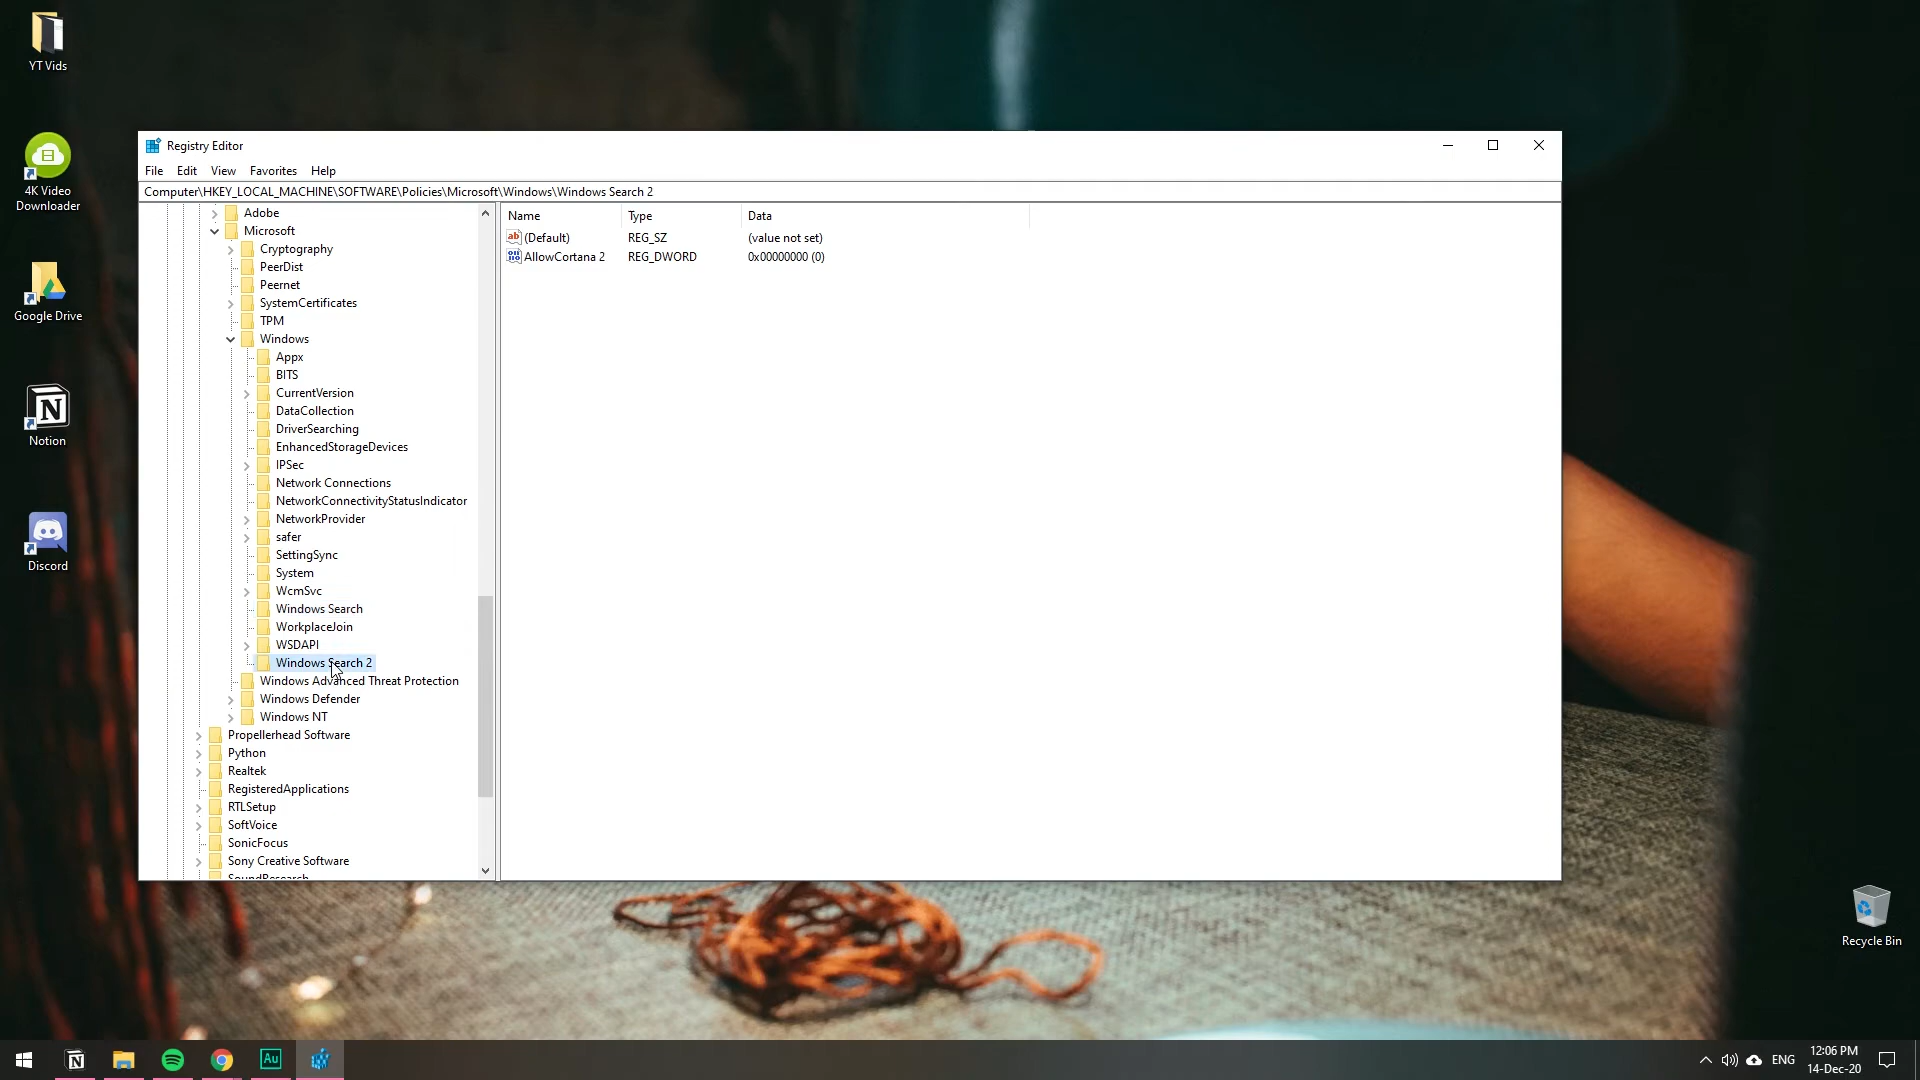 YT Vids
4K Video
Downloader
Google Drive
N
Notion
Discord
Registry Editor
File Edit View Favorites Help
Computer\HKEY_LOCAL_MACHINE\SOFTWARE\Policies\Microsoft\Windows\Windows Search 2
Adobe
Microsoft
Cryptography
PeerDist
Peernet
SystemCertificates
TPM
Windows
Appx
BITS
CurrentVersion
DataCollection
DriverSearching
EnhancedStorageDevices
IPSec
Network Connections
NetworkConnectivityStatusIndicator
NetworkProvider
safer
SettingSync
System
WcmSvc
Windows Search
WorkplaceJoin
WSDAPI
Windows Search 2
Windows Advanced Threat Protection
Windows Defender
Windows NT
Propellerhead Software
Python
Realtek
RegisteredApplications
RTLSetup
SoftVoice
SonicFocus
Sony Creative Software
SoundResearch
Name Type Data
ab (Default) REG_SZ (value not set)
AllowCortana 2 REG_DWORD 0x00000000 (0)
Recycle Bin
N
Au
ENG
12:06 PM
14-Dec-20